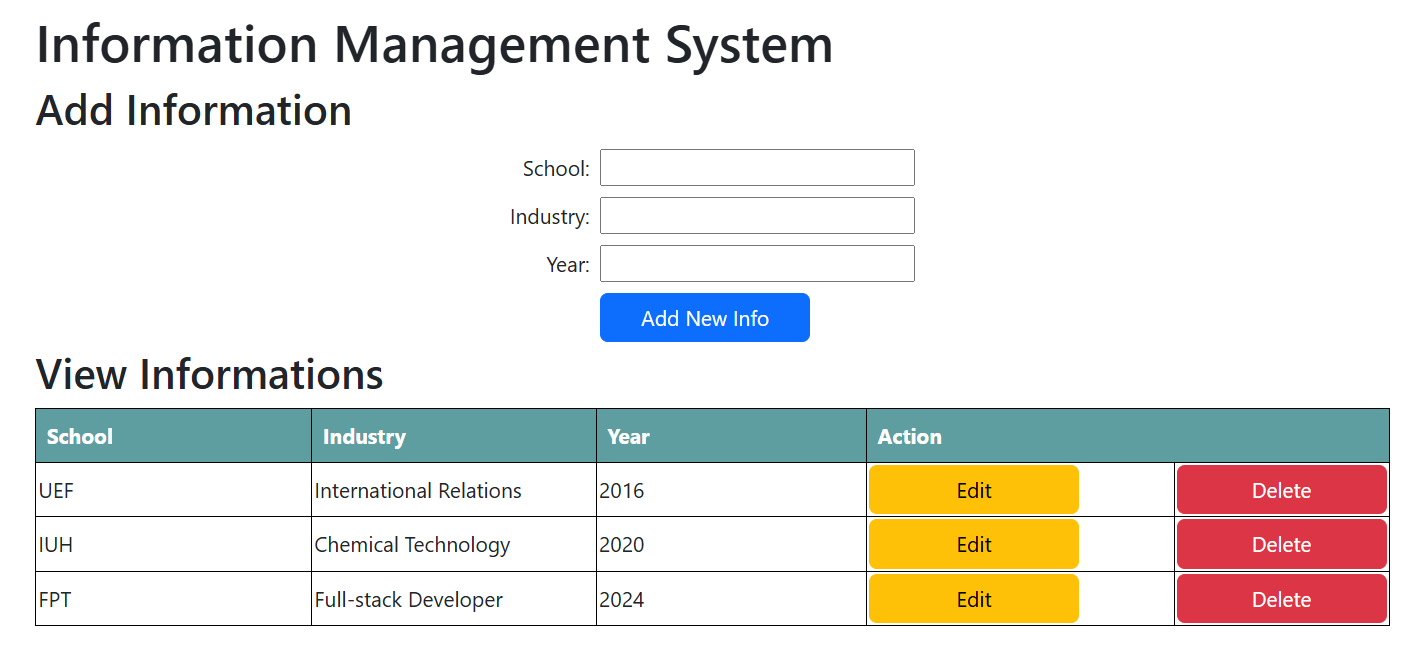 Information Management System
Add Information
School:
Industry:
Year:
Add New Info
View Informations
School Industry Year Action
UEF International Relations 2016 Edit Delete
IUH Chemical Technology 2020 Edit Delete
FPT Full-stack Developer 2024 Edit Delete